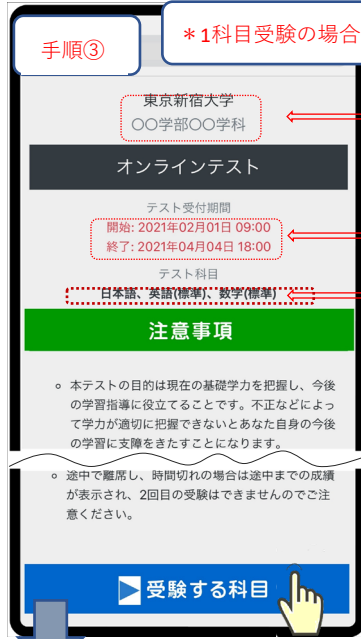 手順③
＊1科目受験の場合
東京新宿大学
〇〇学部〇〇学科
オンラインテスト
テスト受付期間
開始: 2021年02月01日 09:00
終了: 2021年04月04日 18:00
テスト科目
日本語、英語(標準)、数学(標準)
注意事項
本テストの目的は現在の基礎学力を把握し、今後
の学習指導に役立てることです。不正などによっ
て学力が適切に把握できないとあなた自身の今後
の学習に支障をきたすことになります。
途中で離席し、時間切れの場合は途中までの成績
が表示され、2回目の受験はできませんのでご注
意ください。
受験する科目